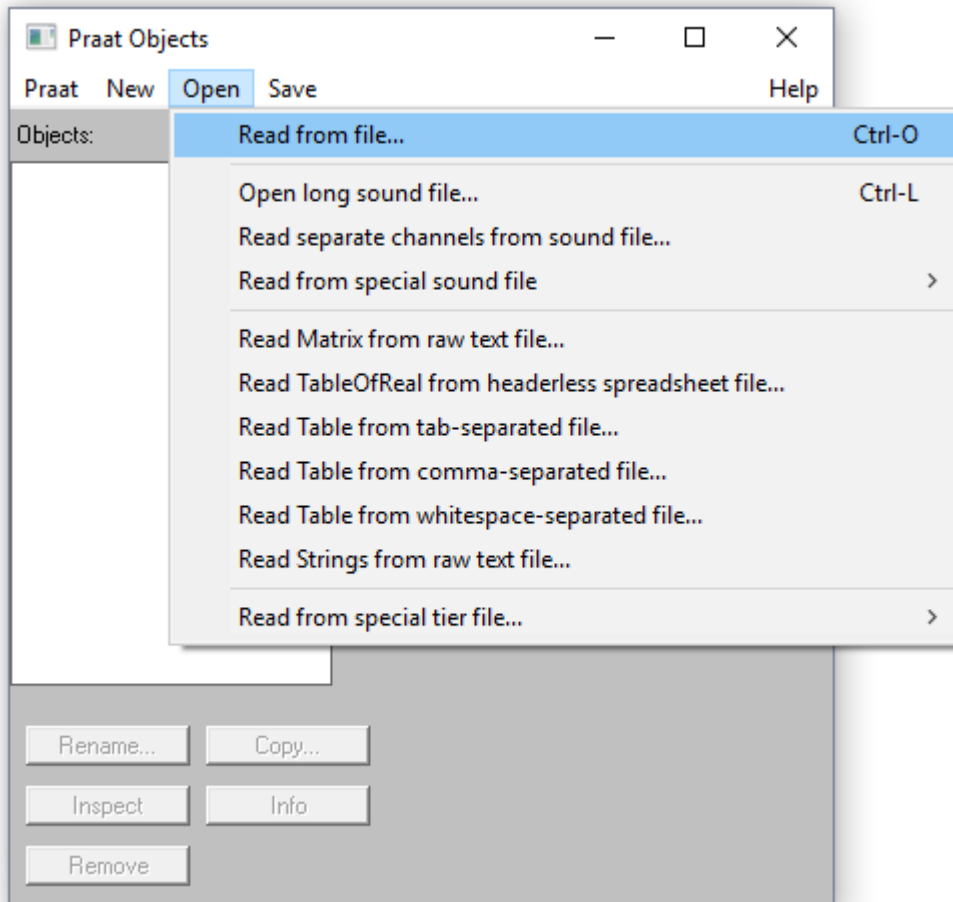 Praat Objects
Praat New Open Save Help
Objects:
Read from file... Ctrl-O
Open long sound file... Ctrl-L
Read separate channels from sound file...
Read from special sound file
Read Matrix from raw text file...
Read TableOfReal from headerless spreadsheet file...
Read Table from tab-separated file...
Read Table from comma-separated file...
Read Table from whitespace-separated file...
Read Strings from raw text file...
Read from special tier file...
Rename... Copy...
Inspect Info
Remove